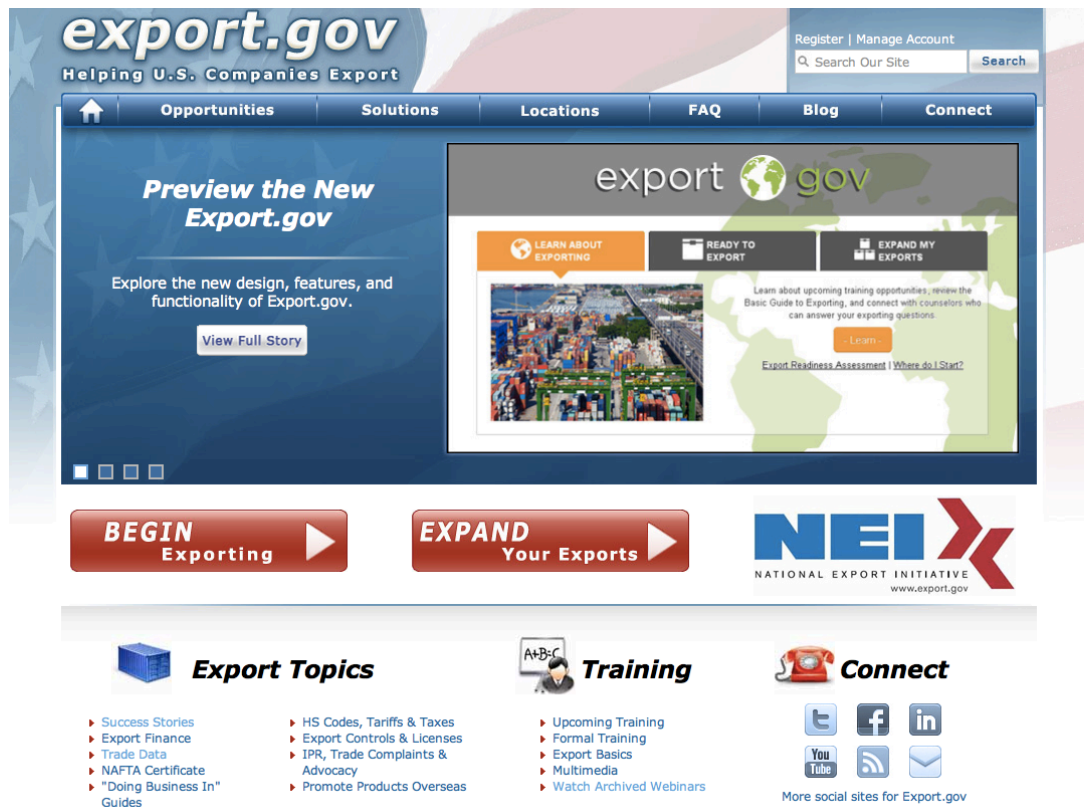 export.gov
Helping U.S. Companies Export
Register | Manage Account
Search Our Site
Search
Opportunities
Solutions
Locations
FAQ
Blog
Connect
Preview the New
Export.gov
Explore the new design, features, and
functionality of Export.gov.
View Full Story
export gov
LEARN ABOUT
EXPORTING
READY TO
EXPORT
EXPAND MY
EXPORTS
Learn about upcoming training opportunities, review the
Basic Guide to Exporting, and connect with counselors who
can answer your exporting questions.
- Learn -
Export Readiness Assessment | Where do I Start?
BEGIN
Exporting
EXPAND
Your Exports
NEI
NATIONAL EXPORT INITIATIVE
www.export.gov
Export Topics
Success Stories
Export Finance
Trade Data
NAFTA Certificate
"Doing Business In"
Guides
HS Codes, Tariffs & Taxes
Export Controls & Licenses
IPR, Trade Complaints &
Advocacy
Promote Products Overseas
A+B=C
Training
Upcoming Training
Formal Training
Export Basics
Multimedia
Watch Archived Webinars
Connect
t
f
in
You
Tube
More social sites for Export.gov